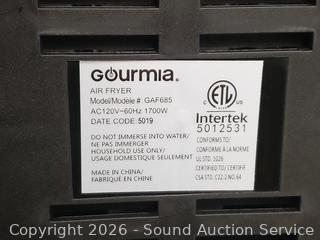 GOURMIA.
AIR FRYER
Model/Modele #: GAF685
AC120V~60Hz 1700W
DATE CODE: 5019
DO NOT IMMERSE INTO WATER/
NE PAS IMMERGER
HOUSEHOLD USE ONLY/
USAGE DOMESTIQUE SEULEMENT
MADE IN CHINA/
FABRIQUÉ EN CHINE
ETL
LISTED
Intertek
5012531
CONFORMS TO/
CONFORME À LA NORME
UL STD. 1026
CERTIFIED TO/ CERTIFIÉ
CSA STD. C22.2 NO.64
Copyright 2026 - Sound Auction Service